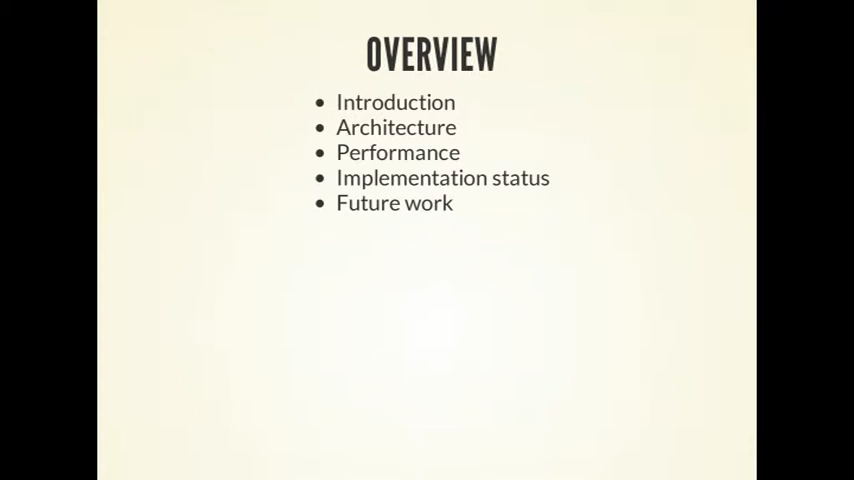 OVERVIEW
• Introduction
• Architecture
• Performance
• Implementation status
• Future work